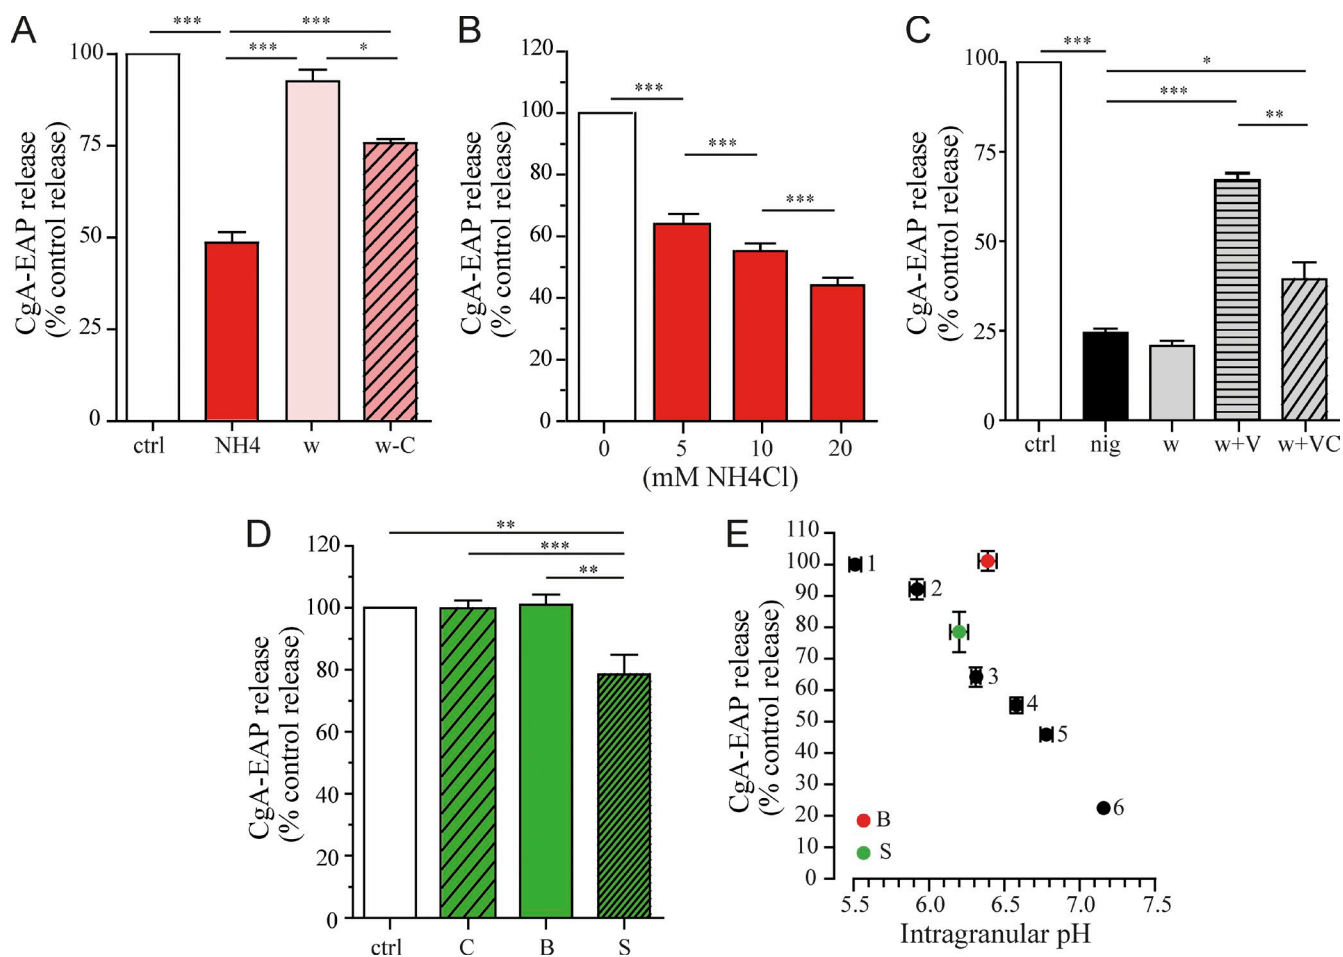 A
*** ***
*** *
CgA-EAP release
(% control release)
100
75
50
25
0
ctrl NH4 w w-C
B
***
***
***
CgA-EAP release
(% control release)
120
100
80
60
40
20
0
0 5 10 20
(mM NH4Cl)
C
***
*
***
**
CgA-EAP release
(% control release)
100
75
50
25
0
ctrl nig w w+V w+VC
D
**
***
**
CgA-EAP release
(% control release)
120
100
80
60
40
20
0
ctrl C B S
E
CgA-EAP release
(% control release)
110
100
90
80
70
60
50
40
30
20
10
0
1
2
3
4
5
6
B
S
5.5 6.0 6.5 7.0 7.5
Intragranular pH